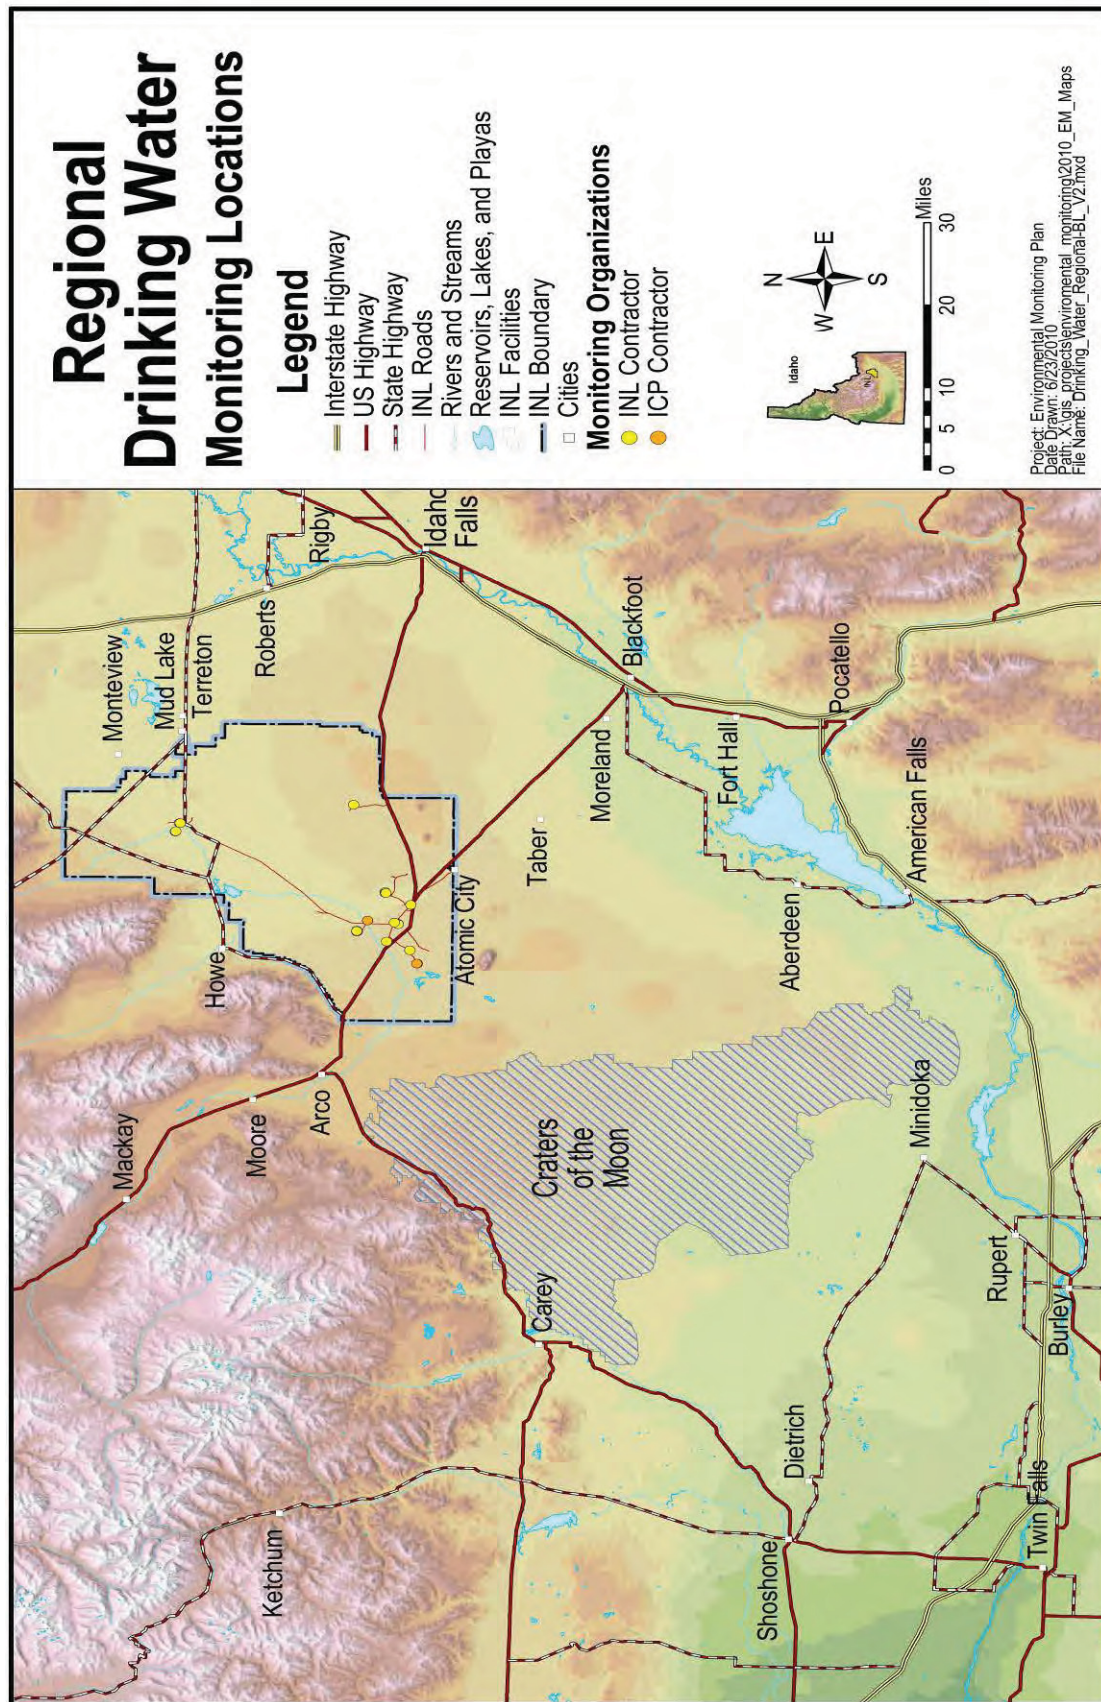 Regional
Drinking Water
Monitoring Locations
Legend
Interstate Highway
US Highway
State Highway
INL Roads
Rivers and Streams
Reservoirs, Lakes, and Playas
INL Facilities
INL Boundary
Cities
Monitoring Organizations
INL Contractor
ICP Contractor
Idaho
N
W
E
S
0 5 10 20 30
Miles
Project: Environmental Monitoring Plan
Date Drawn: 6/23/2010
Path: X:\gis_projects\enviromental_monitoring\2010_EM_Maps
File Name: Drinking_Water_Regional-BL_V2.mxd
Monteview
Mud Lake
Terreton
Roberts
Rigby
Idaho
Falls
Howe
Mackay
Moore
Arco
Ketchum
Atomic City
Taber
Moreland
Blackfoot
Fort Hall
Pocatello
Aberdeen
American Falls
Craters
of the
Moon
Carey
Minidoka
Rupert
Burley
Dietrich
Shoshone
Twin Falls